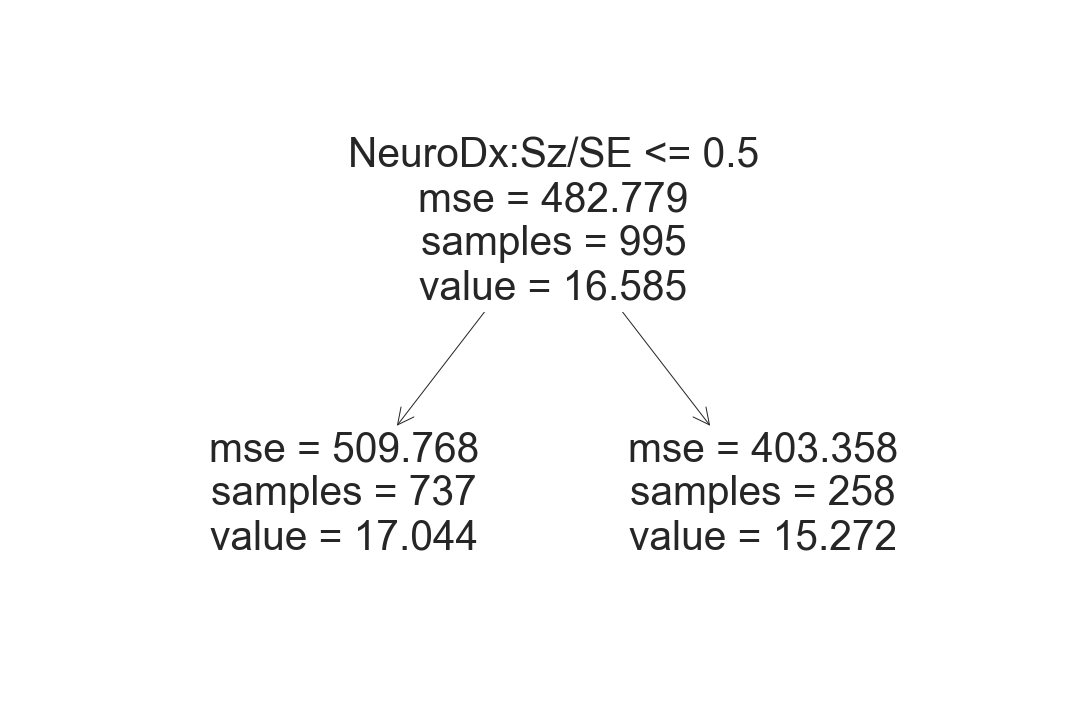 NeuroDx:Sz/SE <= 0.5
mse = 482.779
samples = 995
value = 16.585
mse = 509.768
samples = 737
value = 17.044
mse = 403.358
samples = 258
value = 15.272